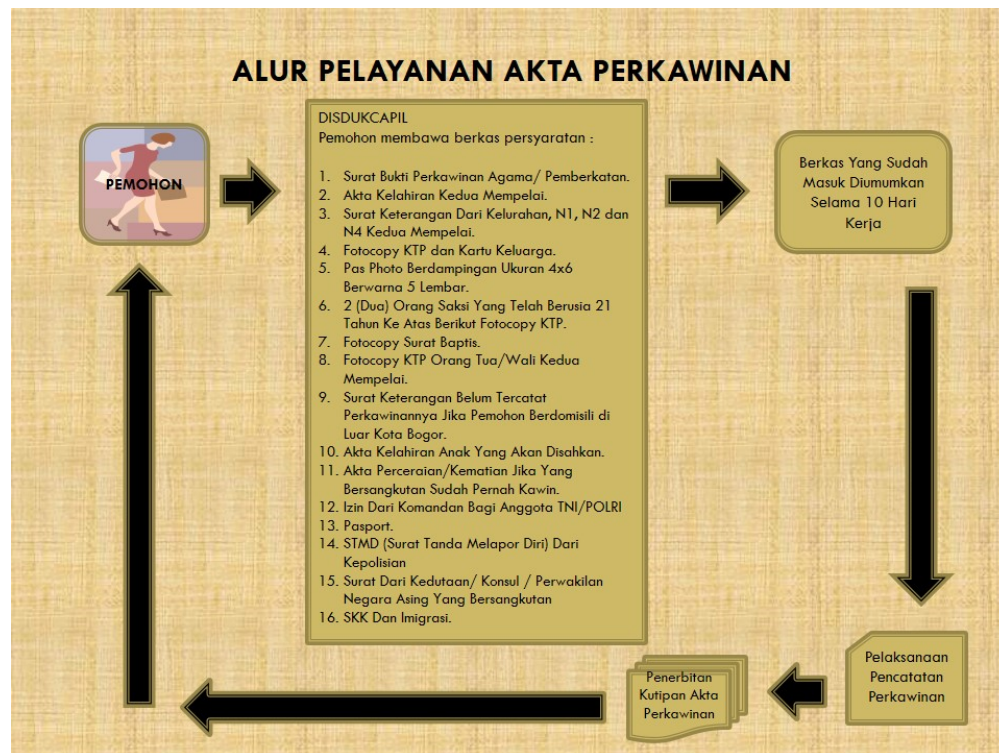 ALUR PELAYANAN AKTA PERKAWINAN
PEMOHON
DISDUKCAPIL
Pemohon membawa berkas persyaratan :
1. Surat Bukti Perkawinan Agama/ Pemberkatan.
2. Akta Kelahiran Kedua Mempelai.
3. Surat Keterangan Dari Kelurahan, N1, N2 dan
N4 Kedua Mempelai.
4. Fotocopy KTP dan Kartu Keluarga.
5. Pas Photo Berdampingan Ukuran 4x6
Berwarna 5 Lembar.
6. 2 (Dua) Orang Saksi Yang Telah Berusia 21
Tahun Ke Atas Berikut Fotocopy KTP.
7. Fotocopy Surat Baptis.
8. Fotocopy KTP Orang Tua/Wali Kedua
Mempelai.
9. Surat Keterangan Belum Tercatat
Perkawinannya Jika Pemohon Berdomisili di
Luar Kota Bogor.
10. Akta Kelahiran Anak Yang Akan Disahkan.
11. Akta Perceraian/Kematian Jika Yang
Bersangkutan Sudah Pernah Kawin.
12. Izin Dari Komandan Bagi Anggota TNI/POLRI
13. Pasport.
14. STMD (Surat Tanda Melapor Diri) Dari
Kepolisian
15. Surat Dari Kedutaan/ Konsul / Perwakilan
Negara Asing Yang Bersangkutan
16. SKK Dan Imigrasi.
Berkas Yang Sudah
Masuk Diumumkan
Selama 10 Hari
Kerja
Pelaksanaan
Pencatatan
Perkawinan
Penerbitan
Kutipan Akta
Perkawinan